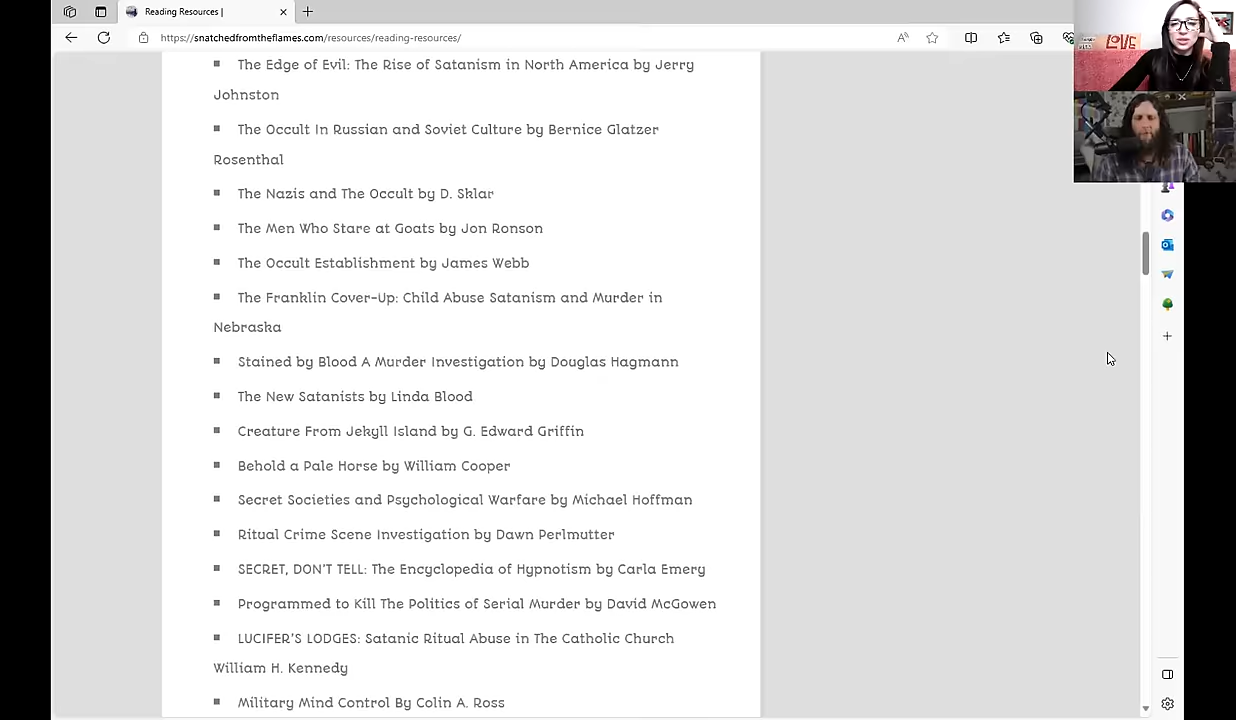 Reading Resources |
https://snatchedfromtheflames.com/resources/reading-resources/
LOVE
The Edge of Evil: The Rise of Satanism in North America by Jerry
Johnston
The Occult In Russian and Soviet Culture by Bernice Glatzer
Rosenthal
The Nazis and The Occult by D. Sklar
The Men Who Stare at Goats by Jon Ronson
The Occult Establishment by James Webb
The Franklin Cover-Up: Child Abuse Satanism and Murder in
Nebraska
Stained by Blood A Murder Investigation by Douglas Hagmann
The New Satanists by Linda Blood
Creature From Jekyll Island by G. Edward Griffin
Behold a Pale Horse by William Cooper
Secret Societies and Psychological Warfare by Michael Hoffman
Ritual Crime Scene Investigation by Dawn Perlmutter
SECRET, DON'T TELL: The Encyclopedia of Hypnotism by Carla Emery
Programmed to Kill The Politics of Serial Murder by David McGowen
LUCIFER'S LODGES: Satanic Ritual Abuse in The Catholic Church
William H. Kennedy
Military Mind Control By Colin A. Ross